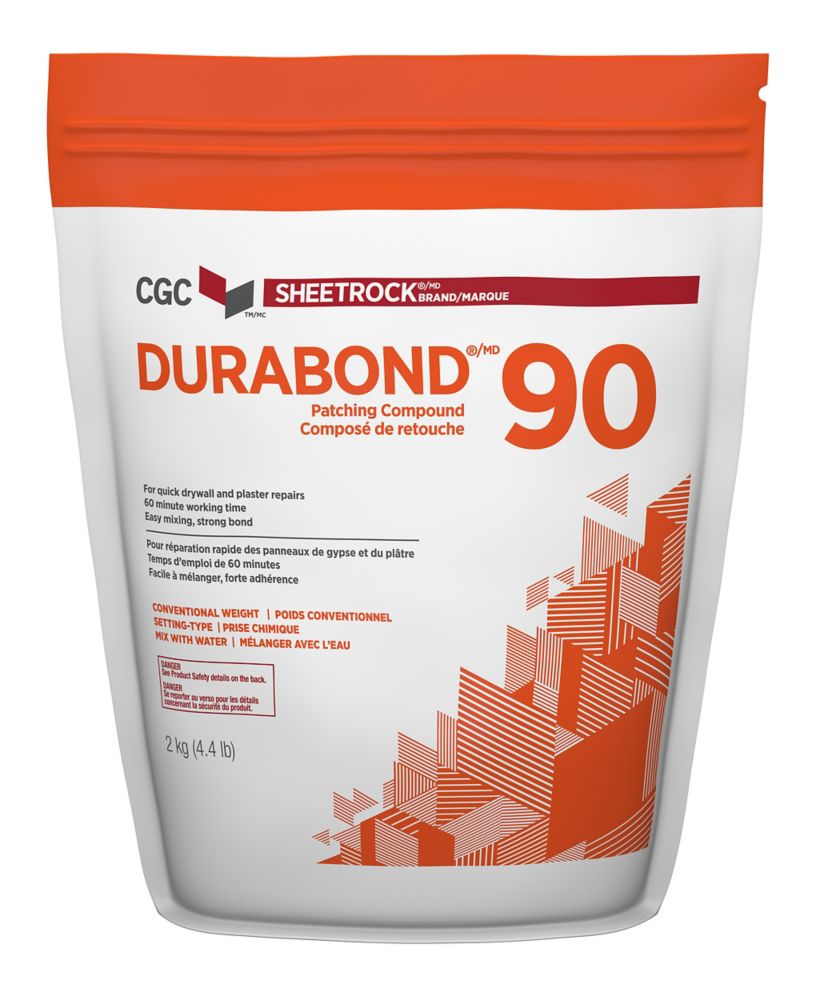 CGC TM/MC SHEETROCK®/MD BRAND/MARQUE
DURABOND®/MD 90
Patching Compound
Composé de retouche
For quick drywall and plaster repairs
60 minute working time
Easy mixing, strong bond
Pour réparation rapide des panneaux de gypse et du plâtre
Temps d'emploi de 60 minutes
Facile à mélanger, forte adhérence
CONVENTIONAL WEIGHT | POIDS CONVENTIONNEL
SETTING-TYPE | PRISE CHIMIQUE
MIX WITH WATER | MÉLANGER AVEC L'EAU
DANGER
See Product Safety details on the back.
DANGER
Se reporter au verso pour les détails
concernant la sécurité du produit.
2 kg (4.4 lb)